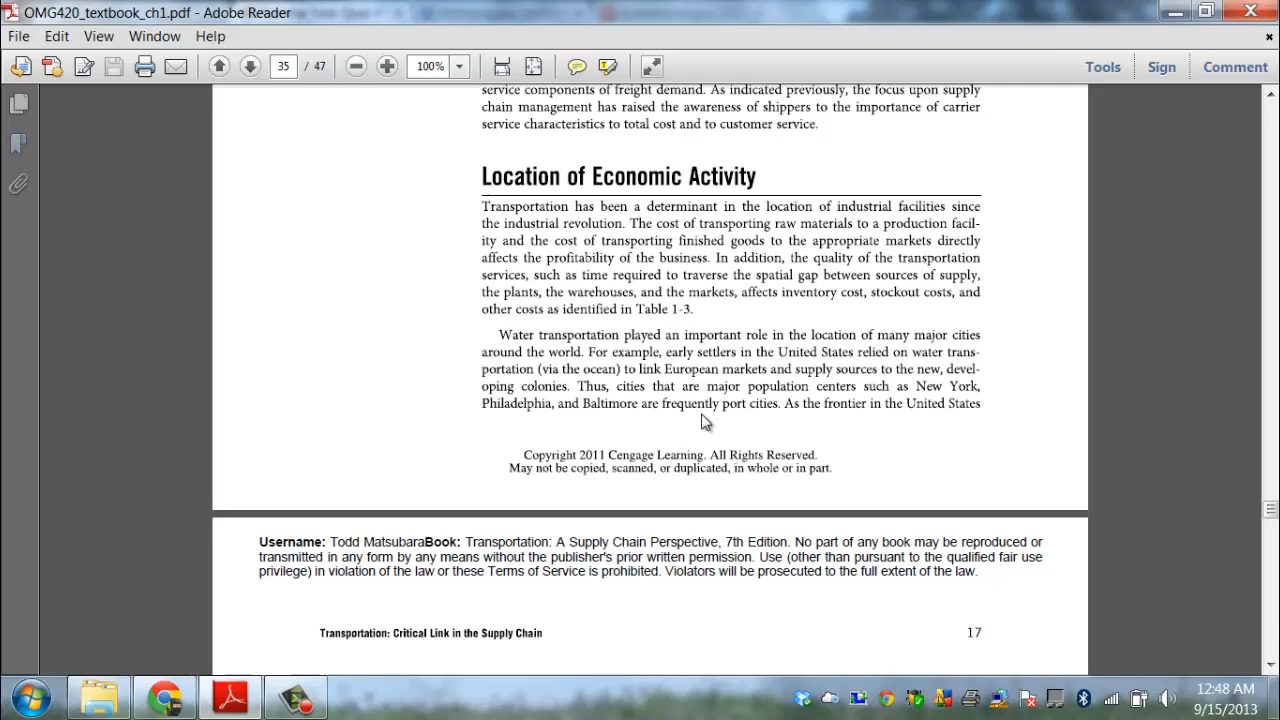 OMG420_textbook_ch1.pdf - Adobe Reader
File Edit View Window Help
35 / 47 100% Tools Sign Comment
service components of freight demand. As indicated previously, the focus upon supply
chain management has raised the awareness of shippers to the importance of carrier
service characteristics to total cost and to customer service.
Location of Economic Activity
Transportation has been a determinant in the location of industrial facilities since
the industrial revolution. The cost of transporting raw materials to a production facil-
ity and the cost of transporting finished goods to the appropriate markets directly
affects the profitability of the business. In addition, the quality of the transportation
services, such as time required to traverse the spatial gap between sources of supply,
the plants, the warehouses, and the markets, affects inventory cost, stockout costs, and
other costs as identified in Table 1-3.
Water transportation played an important role in the location of many major cities
around the world. For example, early settlers in the United States relied on water trans-
portation (via the ocean) to link European markets and supply sources to the new, devel-
oping colonies. Thus, cities that are major population centers such as New York,
Philadelphia, and Baltimore are frequently port cities. As the frontier in the United States
Copyright 2011 Cengage Learning. All Rights Reserved.
May not be copied, scanned, or duplicated, in whole or in part.
Username: Todd MatsubaraBook: Transportation: A Supply Chain Perspective, 7th Edition. No part of any book may be reproduced or
transmitted in any form by any means without the publisher's prior written permission. Use (other than pursuant to the qualified fair use
privilege) in violation of the law or these Terms of Service is prohibited. Violators will be prosecuted to the full extent of the law.
Transportation: Critical Link in the Supply Chain 17
12:48 AM
9/15/2013